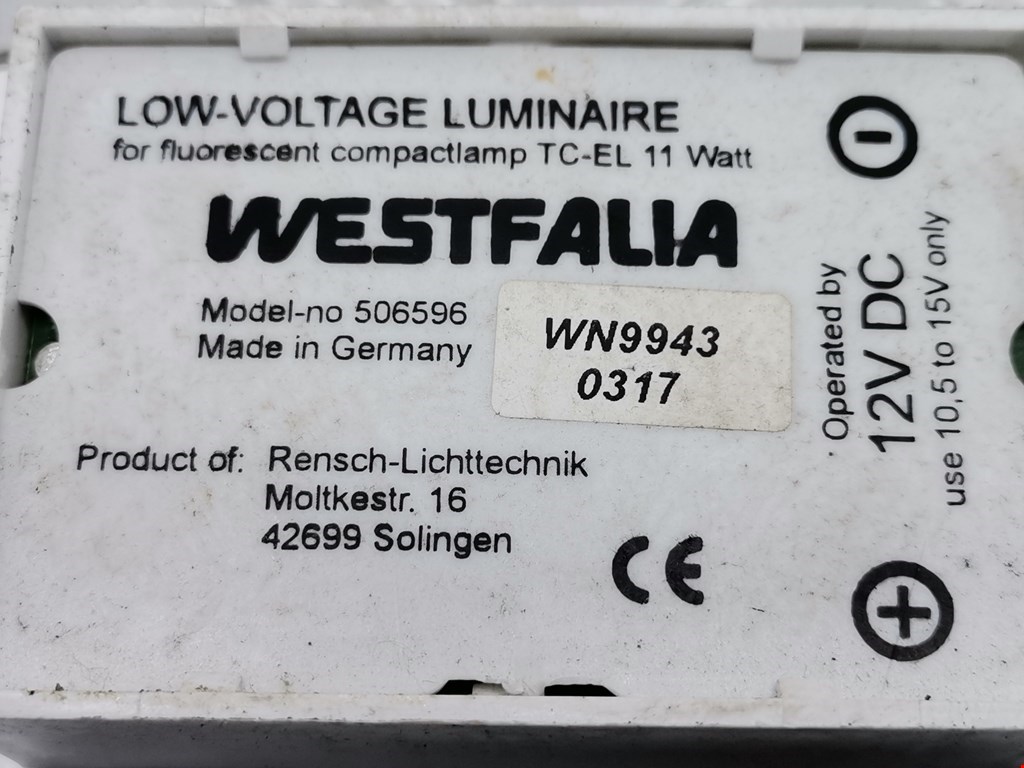 LOW-VOLTAGE LUMINAIRE
for fluorescent compactlamp TC-EL 11 Watt
WESTFALIA
Model-no 506596
Made in Germany
WN9943
0317
Product of: Rensch-Lichttechnik
Moltkestr. 16
42699 Solingen
CE
Operated by
12V DC
use 10,5 to 15V only